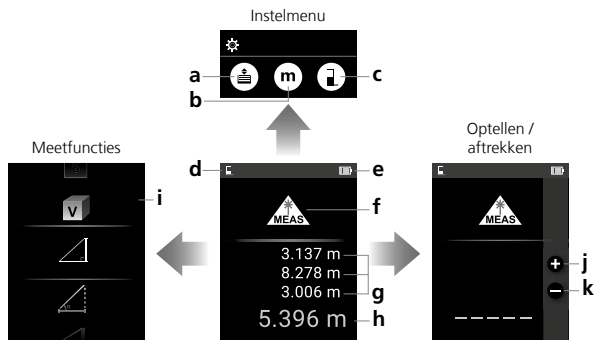 Instelmenu
a
m
b
c
Meetfuncties
Optellen /
aftrekken
d
e
V
i
MEAS
f
MEAS
3.137 m
8.278 m
3.006 m
g
5.396 m
h
+
j
−
k
_ _ _ _ _